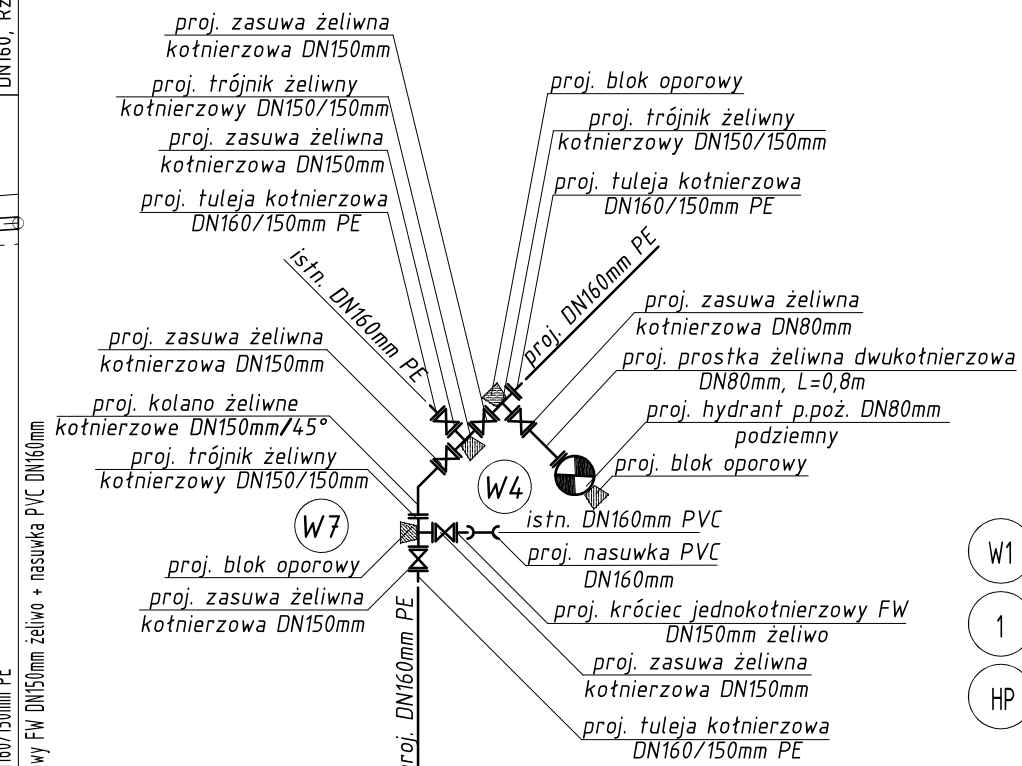 DN160, Rz
proj. zasuwa żeliwna
kołnierzowa DN150mm
proj. trójnik żeliwny
kołnierzowy DN150/150mm
proj. zasuwa żeliwna
kołnierzowa DN150mm
proj. tuleja kołnierzowa
DN160/150mm PE
istn. DN160mm PE
proj. blok oporowy
proj. trójnik żeliwny
kołnierzowy DN150/150mm
proj. tuleja kołnierzowa
DN160/150mm PE
proj. DN160mm PE
proj. zasuwa żeliwna
kołnierzowa DN80mm
proj. prostka żeliwna dwukołnierzowa
DN80mm, L=0,8m
proj. hydrant p.poż. DN80mm
podziemny
proj. blok oporowy
proj. zasuwa żeliwna
kołnierzowa DN150mm
proj. kolano żeliwne
kołnierzowe DN150mm/45°
proj. trójnik żeliwny
kołnierzowy DN150/150mm
W4
W7
istn. DN160mm PVC
proj. nasuwka PVC
DN160mm
proj. blok oporowy
proj. zasuwa żeliwna
kołnierzowa DN150mm
proj. króciec jednokołnierzowy FW
DN150mm żeliwo
proj. zasuwa żeliwna
kołnierzowa DN150mm
proj. tuleja kołnierzowa
DN160/150mm PE
proj. DN160mm PE
W1
1
HP
160/150mm PE
wy FW DN150mm żeliwo + nasuwka PVC DN160mm